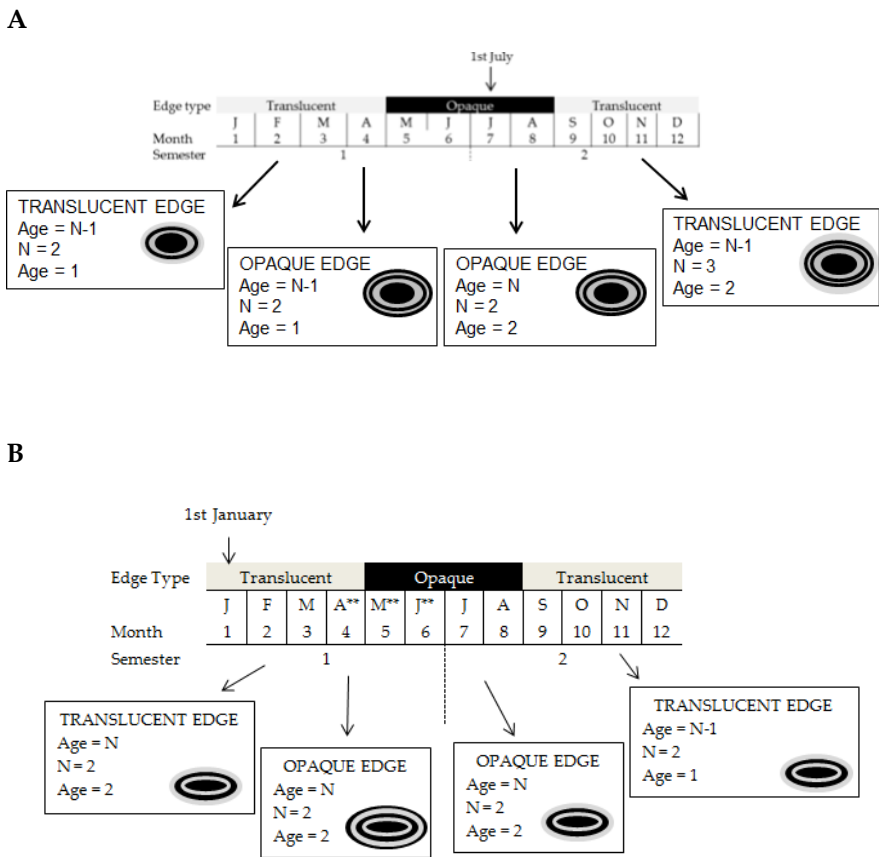 A
1st July
Edge type Translucent Opaque Translucent
J F M A M J J A S O N D
Month 1 2 3 4 5 6 7 8 9 10 11 12
Semester 1 2
TRANSLUCENT EDGE
Age = N-1
N = 2
Age = 1
OPAQUE EDGE
Age = N-1
N = 2
Age = 1
OPAQUE EDGE
Age = N
N = 2
Age = 2
TRANSLUCENT EDGE
Age = N-1
N = 3
Age = 2
B
1st January
Edge Type Translucent Opaque Translucent
J F M A** M** J** J A S O N D
Month 1 2 3 4 5 6 7 8 9 10 11 12
Semester 1 2
TRANSLUCENT EDGE
Age = N
N = 2
Age = 2
OPAQUE EDGE
Age = N
N = 2
Age = 2
OPAQUE EDGE
Age = N
N = 2
Age = 2
TRANSLUCENT EDGE
Age = N-1
N = 2
Age = 1